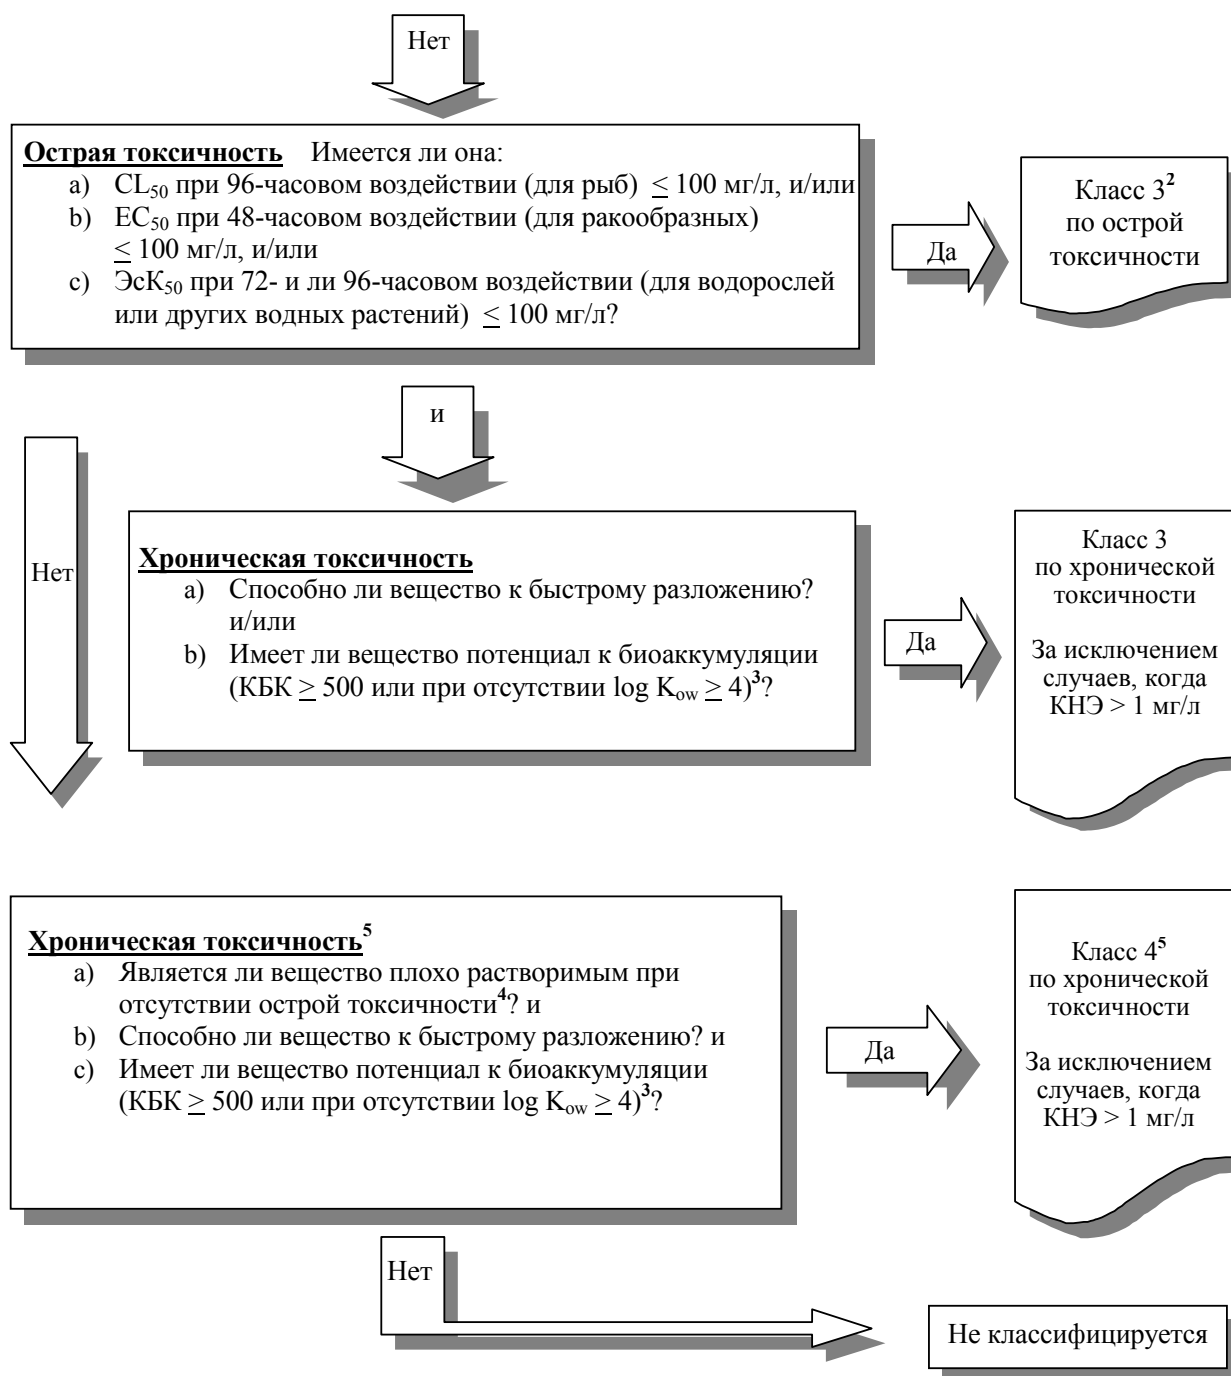 Нет
Острая токсичность Имеется ли она:
a) CL₅₀ при 96-часовом воздействии (для рыб) ≤ 100 мг/л, и/или
b) EC₅₀ при 48-часовом воздействии (для ракообразных)
≤ 100 мг/л, и/или
c) ЭсК₅₀ при 72- и ли 96-часовом воздействии (для водорослей
или других водных растений) ≤ 100 мг/л?
Да
Класс 3²
по острой
токсичности
и
Нет
Хроническая токсичность
a) Способно ли вещество к быстрому разложению?
и/или
b) Имеет ли вещество потенциал к биоаккумуляции
(КБК ≥ 500 или при отсутствии log Kₒw ≥ 4)³?
Да
Класс 3
по хронической
токсичности
За исключением
случаев, когда
КНЭ > 1 мг/л
Хроническая токсичность⁵
a) Является ли вещество плохо растворимым при
отсутствии острой токсичности⁴? и
b) Способно ли вещество к быстрому разложению? и
c) Имеет ли вещество потенциал к биоаккумуляции
(КБК ≥ 500 или при отсутствии log Kₒw ≥ 4)³?
Да
Класс 4⁵
по хронической
токсичности
За исключением
случаев, когда
КНЭ > 1 мг/л
Нет
Не классифицируется